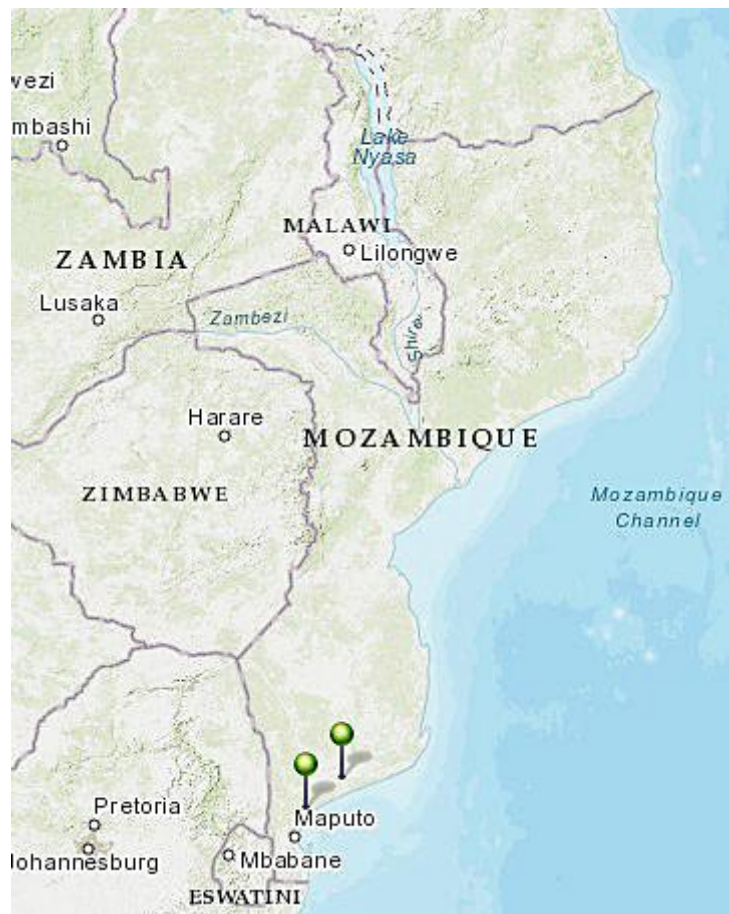 wezi
mbashi
Lake
Nyasa
MALAWI
Lilongwe
ZAMBIA
Lusaka
Zambezi
Shire
Harare
MOZAMBIQUE
ZIMBABWE
Mozambique
Channel
Pretoria
Maputo
Johannesburg
Mbabane
ESWATINI